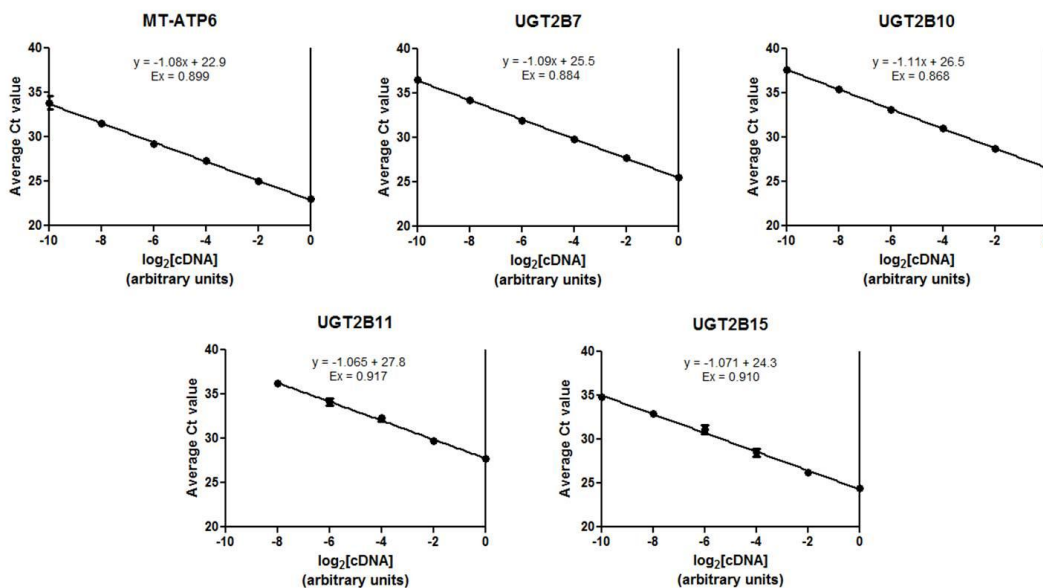 MT-ATP6
y = -1.08x + 22.9
Ex = 0.899
Average Ct value
40
35
30
25
20
-10 -8 -6 -4 -2 0
log₂[cDNA]
(arbitrary units)
UGT2B7
y = -1.09x + 25.5
Ex = 0.884
Average Ct value
40
35
30
25
20
-10 -8 -6 -4 -2 0
log₂[cDNA]
(arbitrary units)
UGT2B10
y = -1.11x + 26.5
Ex = 0.868
Average Ct value
40
35
30
25
20
-10 -8 -6 -4 -2
log₂[cDNA]
(arbitrary units)
UGT2B11
y = -1.065 + 27.8
Ex = 0.917
Average Ct value
40
35
30
25
20
-10 -8 -6 -4 -2 0
log₂[cDNA]
(arbitrary units)
UGT2B15
y = -1.071 + 24.3
Ex = 0.910
Average Ct value
40
35
30
25
20
-10 -8 -6 -4 -2 0
log₂[cDNA]
(arbitrary units)